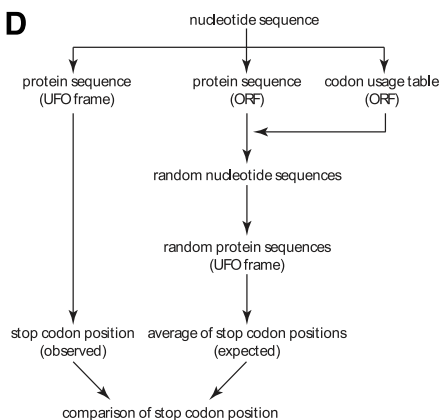 D
nucleotide sequence
protein sequence
(UFO frame)
protein sequence
(ORF)
codon usage table
(ORF)
random nucleotide sequences
random protein sequences
(UFO frame)
stop codon position
(observed)
average of stop codon positions
(expected)
comparison of stop codon position